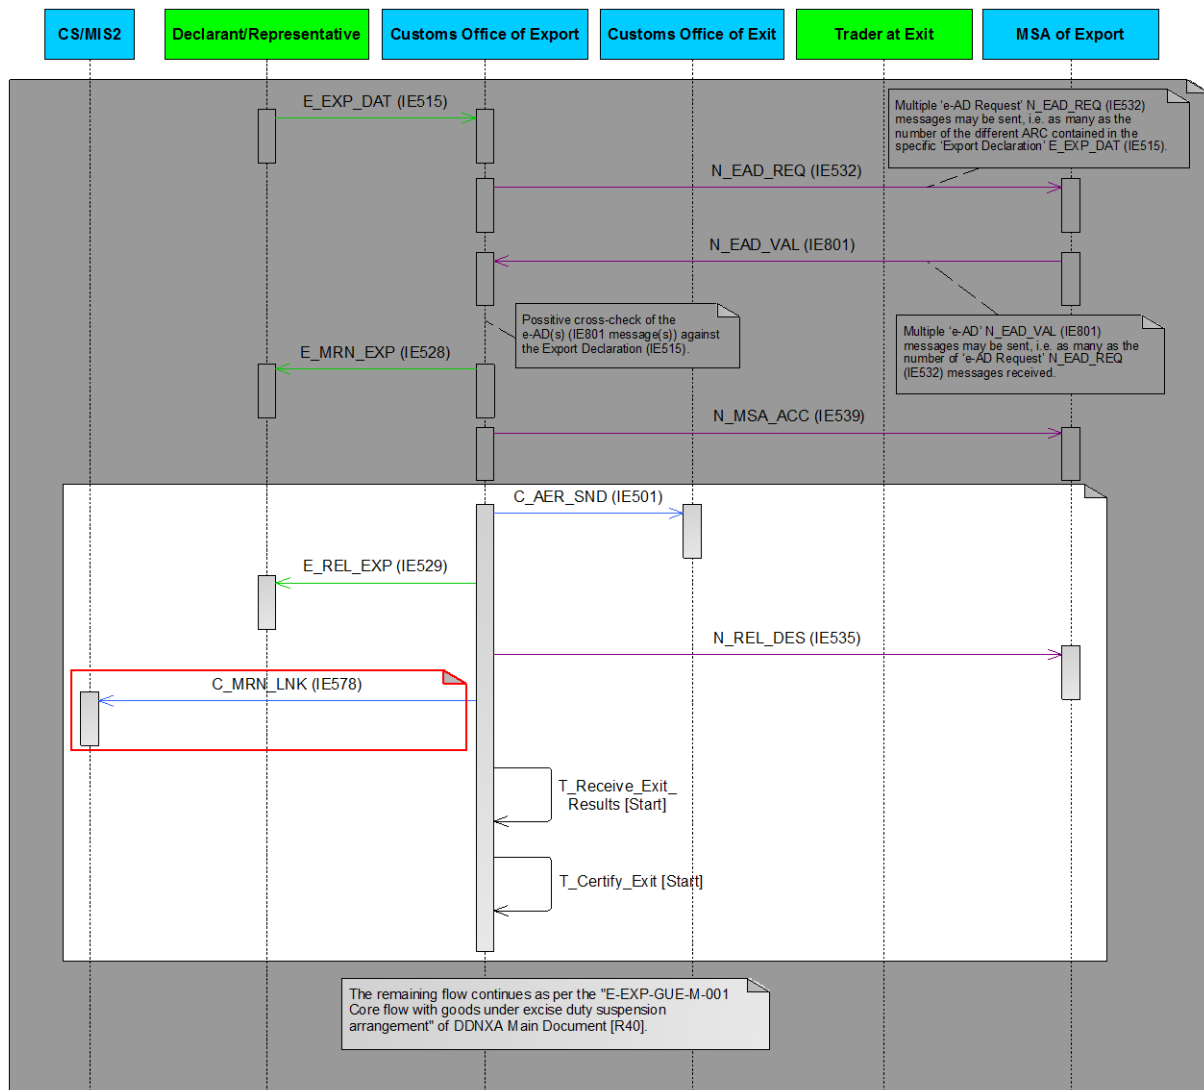 CS/MIS2
Declarant/Representative
Customs Office of Export
Customs Office of Exit
Trader at Exit
MSA of Export
E_EXP_DAT (IE515)
Multiple 'e-AD Request' N_EAD_REQ (IE532)
messages may be sent, i.e. as many as the
number of the different ARC contained in the
specific 'Export Declaration' E_EXP_DAT (IE515).
N_EAD_REQ (IE532)
N_EAD_VAL (IE801)
Possitive cross-check of the
e-AD(s) (IE801 message(s)) against
the Export Declaration (IE515).
Multiple 'e-AD' N_EAD_VAL (IE801)
messages may be sent, i.e. as many as the
number of 'e-AD Request' N_EAD_REQ
(IE532) messages received.
E_MRN_EXP (IE528)
N_MSA_ACC (IE539)
C_AER_SND (IE501)
E_REL_EXP (IE529)
N_REL_DES (IE535)
C_MRN_LNK (IE578)
T_Receive_Exit_
Results [Start]
T_Certify_Exit [Start]
The remaining flow continues as per the "E-EXP-GUE-M-001
Core flow with goods under excise duty suspension
arrangement" of DDNXA Main Document [R40].